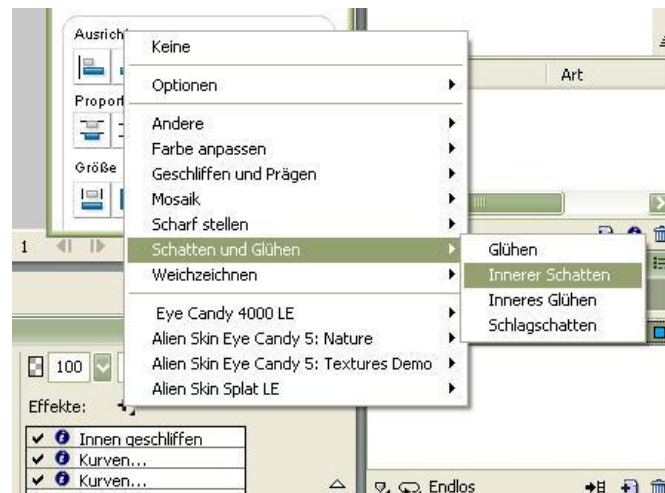 Keine
Optionen
Art
Andere
Farbe anpassen
Geschliffen und Prägen
Größe
Mosaik
Scharf stellen
1
Schatten und Glühen
Glühen
Weichzeichnen
Innerer Schatten
Inneres Glühen
Eye Candy 4000 LE
Schlagschatten
Alien Skin Eye Candy 5: Nature
100
Alien Skin Eye Candy 5: Textures Demo
Alien Skin Splat LE
Effekte:
Innen geschliffen
Kurven...
Kurven...
Endlos